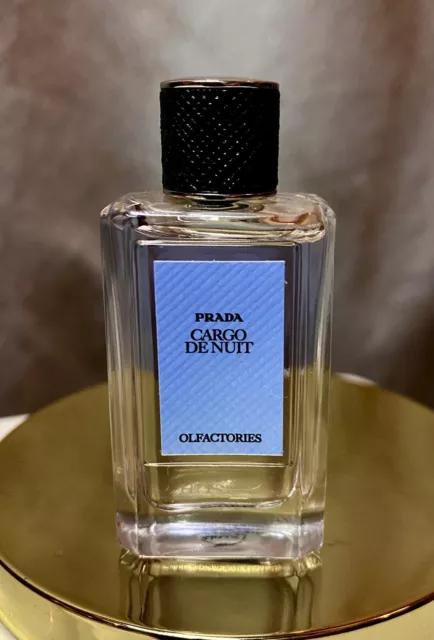 PRADA
CARGO
DE NUIT
OLFACTORIES